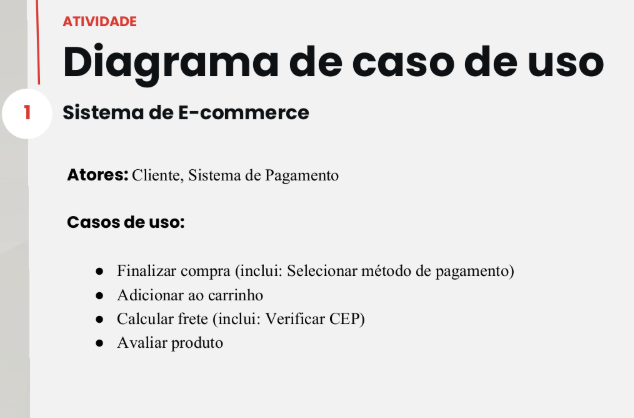 ATIVIDADE
Diagrama de caso de uso
1
Sistema de E-commerce
Atores: Cliente, Sistema de Pagamento
Casos de uso:
● Finalizar compra (inclui: Selecionar método de pagamento)
● Adicionar ao carrinho
● Calcular frete (inclui: Verificar CEP)
● Avaliar produto